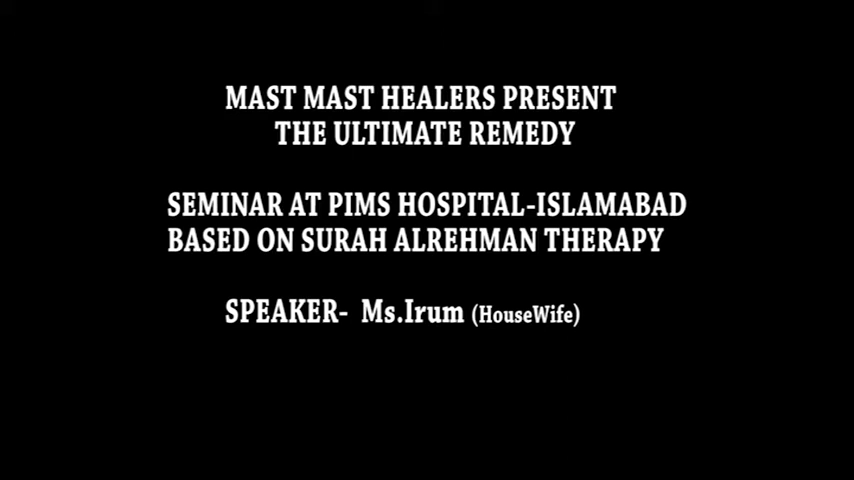 MAST MAST HEALERS PRESENT
THE ULTIMATE REMEDY
SEMINAR AT PIMS HOSPITAL-ISLAMABAD
BASED ON SURAH ALREHMAN THERAPY
SPEAKER- Ms.Irum (HouseWife)